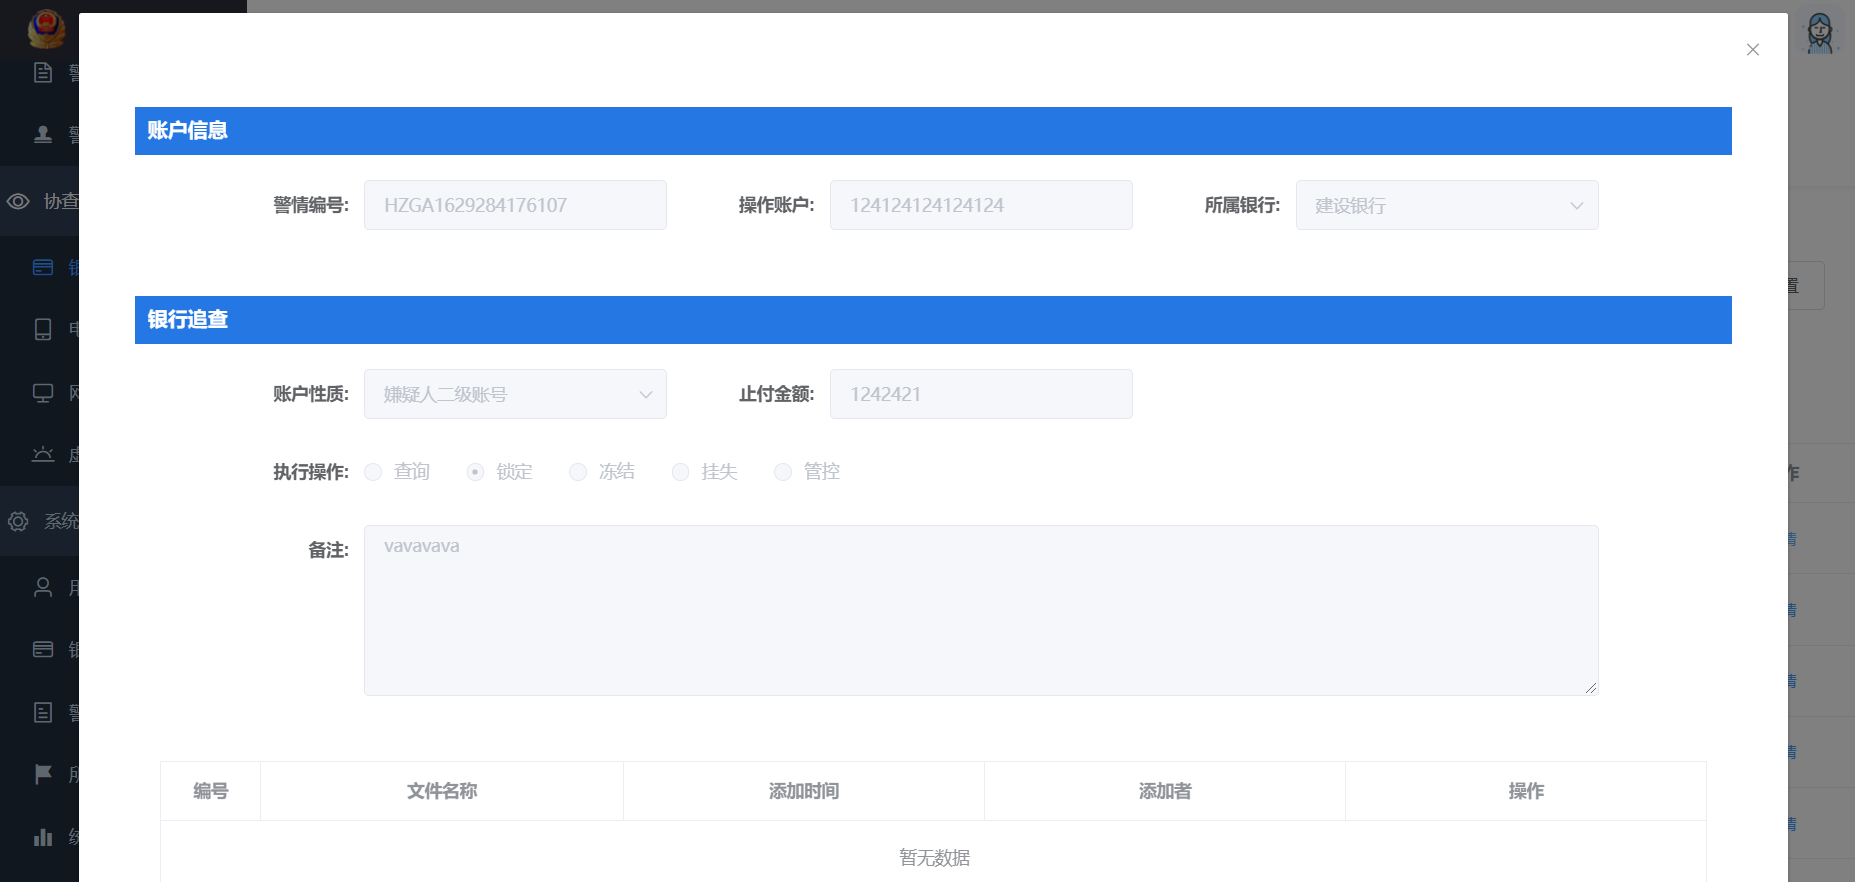 账户信息
警情编号: HZGA1629284176107 操作账户: 124124124124124 所属银行: 建设银行
银行追查
账户性质: 嫌疑人二级账号 止付金额: 1242421
执行操作: 查询 锁定 冻结 挂失 管控
备注: vavavava
编号 文件名称 添加时间 添加者 操作
暂无数据
协查
系统